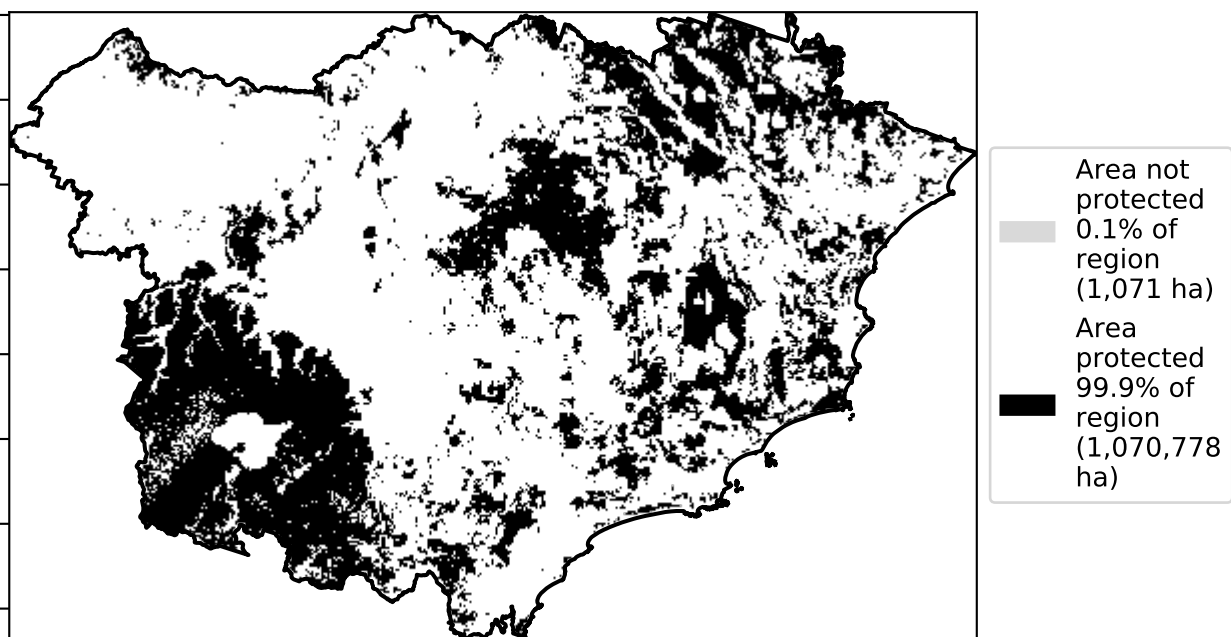 Area not
protected
0.1% of
region
(1,071 ha)
Area
protected
99.9% of
region
(1,070,778
ha)